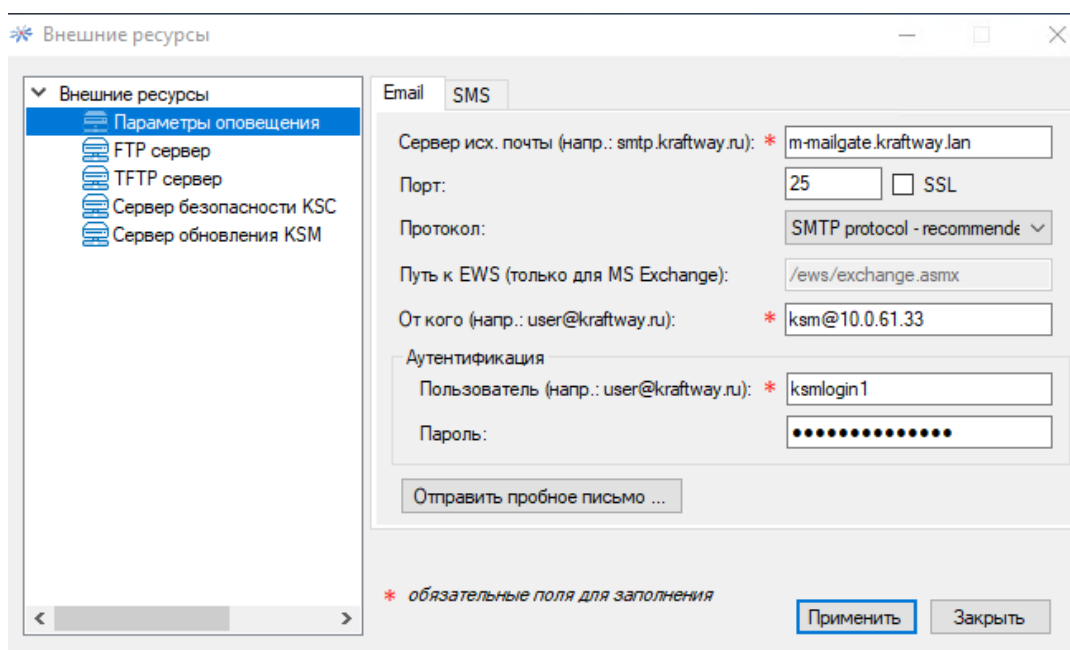 Внешние ресурсы
Внешние ресурсы
Параметры оповещения
FTP сервер
TFTP сервер
Сервер безопасности KSC
Сервер обновления KSM
Email SMS
Сервер исх. почты (напр.: smtp.kraftway.ru): * m-mailgate.kraftway.lan
Порт: 25 SSL
Протокол: SMTP protocol - recommende
Путь к EWS (только для MS Exchange): /ews/exchange.asmx
От кого (напр.: user@kraftway.ru): * ksm@10.0.61.33
Аутентификация
Пользователь (напр.: user@kraftway.ru): * ksmlogin1
Пароль: ●●●●●●●●●●●●●●
Отправить пробное письмо ...
* обязательные поля для заполнения
Применить Закрыть